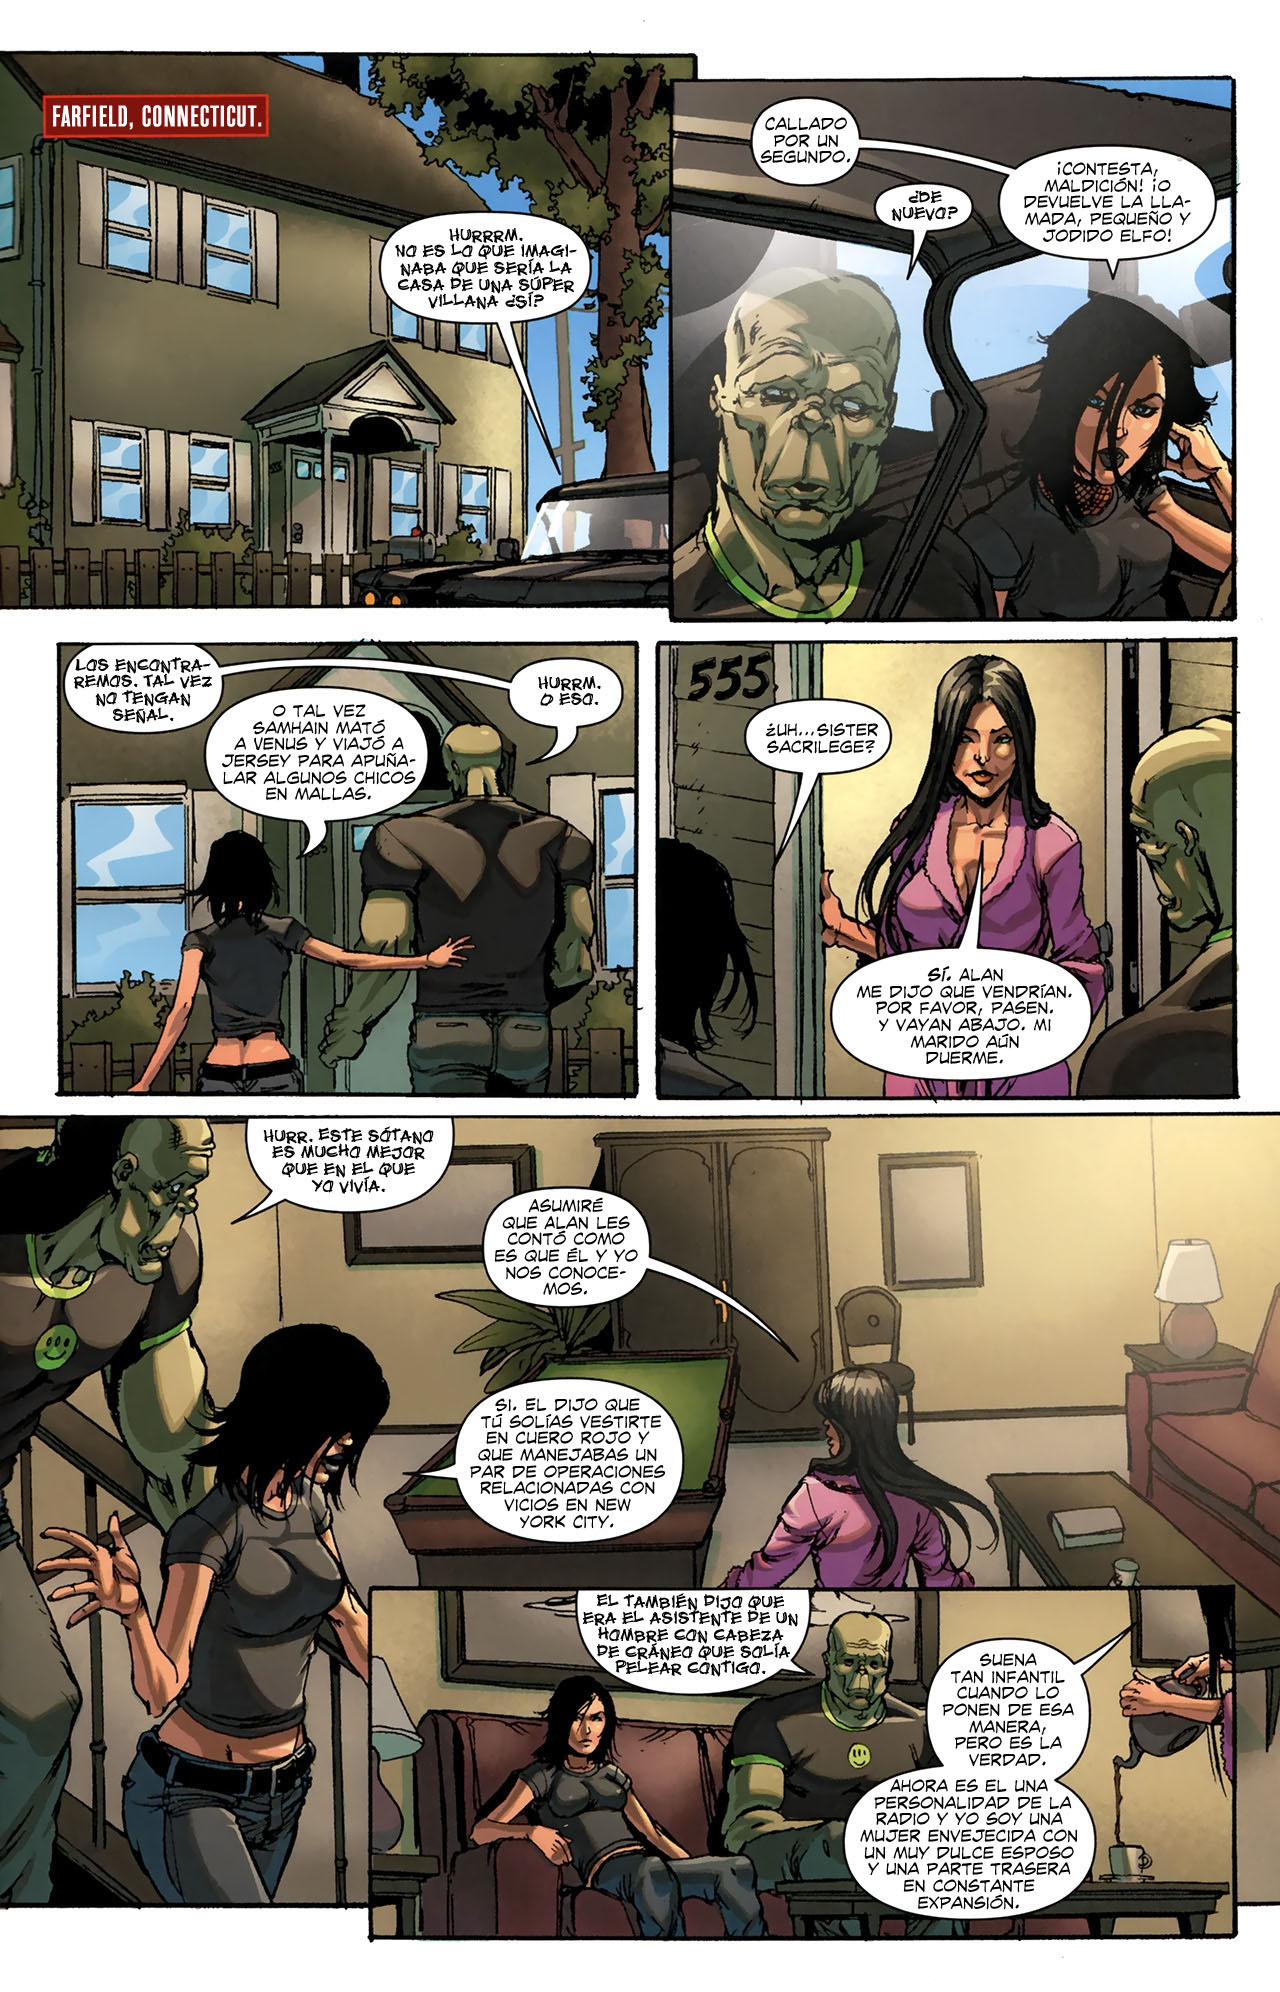 FARFIELD, CONNECTICUT.
HURRRM.
NO ES LO QUE IMAGI-
NABA QUE SERÍA LA
CASA DE UNA SÚPER
VILLANA ¿SÍ?
CALLADO
POR UN
SEGUNDO.
¿DE
NUEVO?
¡CONTESTA,
MALDICIÓN! ¡O
DEVUELVE LA LLA-
MADA, PEQUEÑO Y
JODIDO ELFO!
LOS ENCONTRA-
REMOS. TAL VEZ
NO TENGAN
SEÑAL.
O TAL VEZ
SAMHAIN MATÓ
A VENUS Y VIAJÓ A
JERSEY PARA APUÑA-
LAR ALGUNOS CHICOS
EN MALLAS.
HURRM.
O ESO.
555
¿UH...SISTER
SACRILEGE?
SÍ. ALAN
ME DIJO QUE VENDRÍAN.
POR FAVOR, PASEN.
Y VAYAN ABAJO. MI
MARIDO AÚN
DUERME.
HURR. ESTE SÓTANO
ES MUCHO MEJOR
QUE EN EL QUE
YO VIVÍA.
ASUMIRÉ
QUE ALAN LES
CONTÓ COMO
ES QUE ÉL Y YO
NOS CONOCE-
MOS.
SI. EL DIJO QUE
TÚ SOLÍAS VESTIRTE
EN CUERO ROJO Y
QUE MANEJABAS UN
PAR DE OPERACIONES
RELACIONADAS CON
VICIOS EN NEW
YORK CITY.
EL TAMBIÉN DIJO QUE
ERA EL ASISTENTE DE UN
HOMBRE CON CABEZA
DE CRÁNEO QUE SOLÍA
PELEAR CONTIGO.
SUENA
TAN INFANTIL
CUANDO LO
PONEN DE ESA
MANERA,
PERO ES LA
VERDAD.
AHORA ES EL UNA
PERSONALIDAD DE LA
RADIO Y YO SOY UNA
MUJER ENVEJECIDA CON
UN MUY DULCE ESPOSO
Y UNA PARTE TRASERA
EN CONSTANTE
EXPANSIÓN.